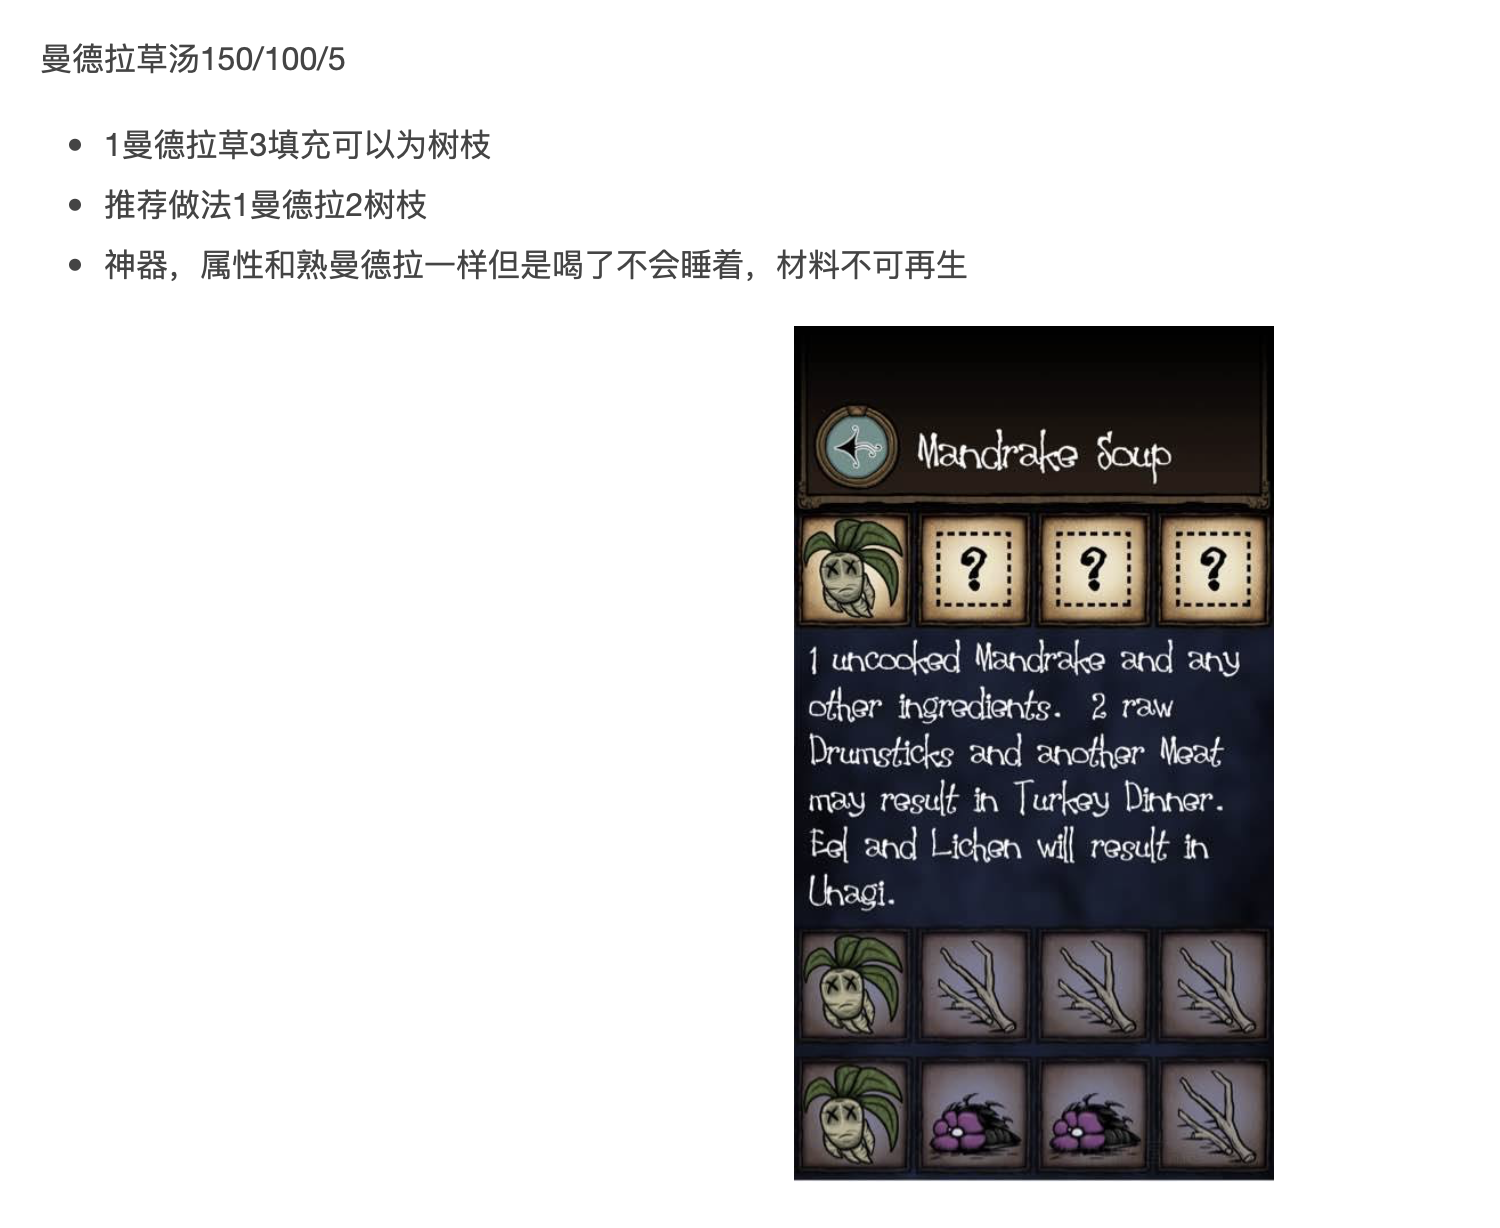 曼德拉草汤150/100/5
1曼德拉草3填充可以为树枝
推荐做法1曼德拉2树枝
神器，属性和熟曼德拉一样但是喝了不会睡着，材料不可再生
Mandrake Soup
? ? ?
1 uncooked Mandrake and any
other ingredients. 2 raw
Drumsticks and another Meat
may result in Turkey Dinner.
Eel and Lichen will result in
Unagi.